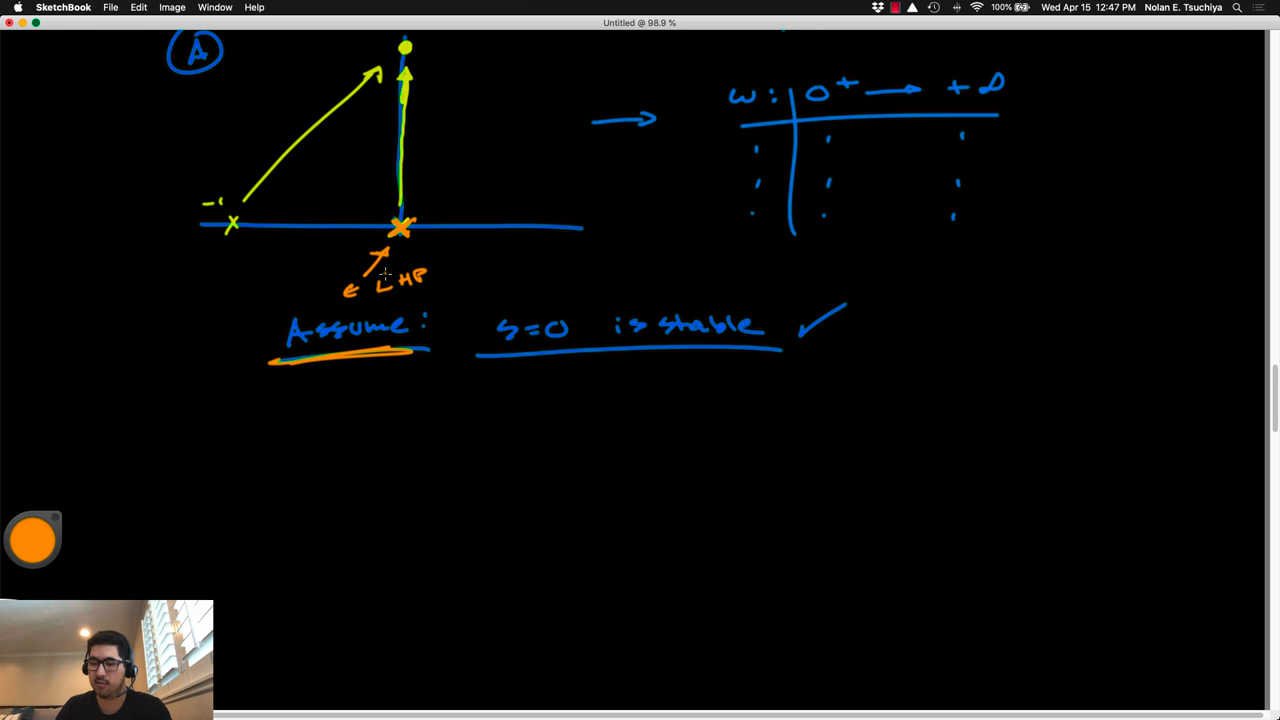 SketchBook File Edit Image Window Help 100% Wed Apr 15 12:47 PM Nolan E. Tsuchiya
Untitled @ 98.9 %
A
ω: 0+ → +∞
-1
∈ LHP
Assume: s=0 is stable ✓